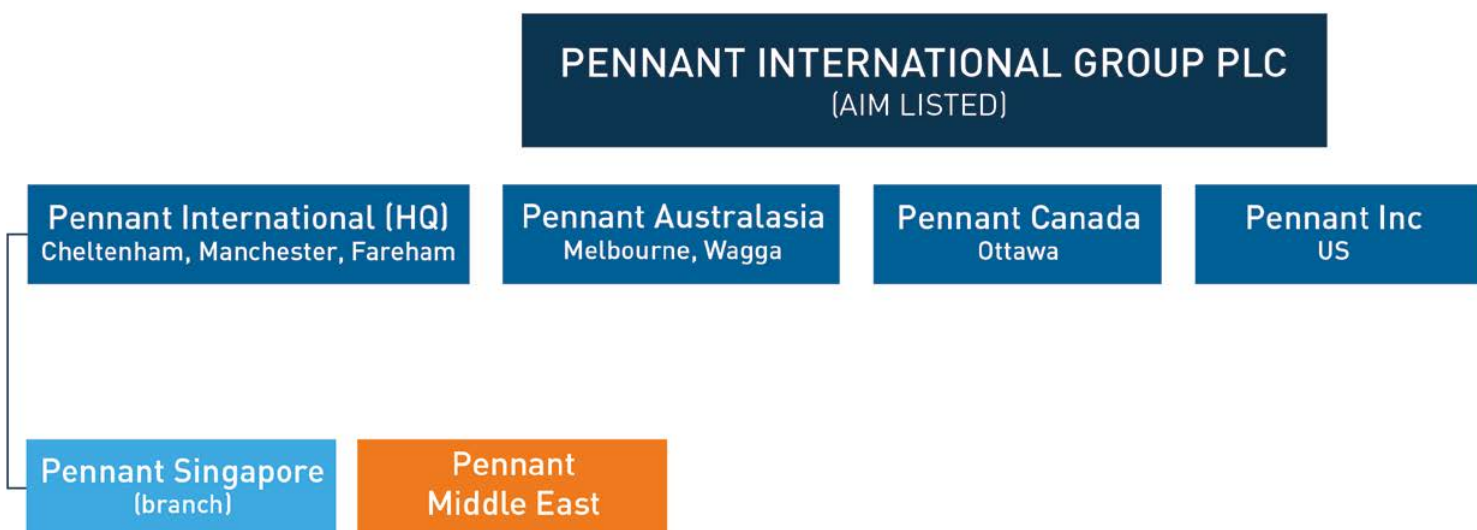 PENNANT INTERNATIONAL GROUP PLC
(AIM LISTED)
Pennant International (HQ)
Cheltenham, Manchester, Fareham
Pennant Australasia
Melbourne, Wagga
Pennant Canada
Ottawa
Pennant Inc
US
Pennant Singapore
(branch)
Pennant
Middle East